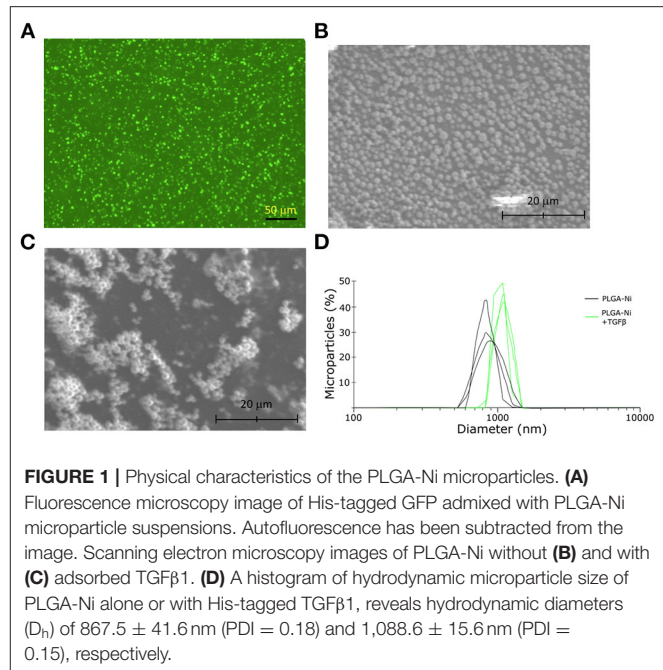 A
50 μm
B
20 μm
C
20 μm
D
50
40
30
20
10
Microparticles (%)
100
1000
10000
Diameter (nm)
PLGA-Ni
PLGA-Ni
+TGFβ
FIGURE 1 | Physical characteristics of the PLGA-Ni microparticles. (A)
Fluorescence microscopy image of His-tagged GFP admixed with PLGA-Ni
microparticle suspensions. Autofluorescence has been subtracted from the
image. Scanning electron microscopy images of PLGA-Ni without (B) and with
(C) adsorbed TGFβ1. (D) A histogram of hydrodynamic microparticle size of
PLGA-Ni alone or with His-tagged TGFβ1, reveals hydrodynamic diameters
(Dh) of 867.5 ± 41.6 nm (PDI = 0.18) and 1,088.6 ± 15.6 nm (PDI =
0.15), respectively.